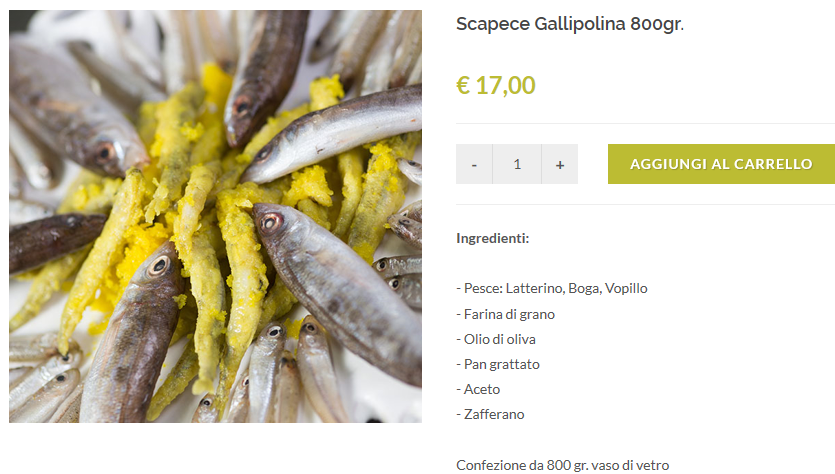 Scapece Gallipolina 800gr.
€ 17,00
- 1 +
AGGIUNGI AL CARRELLO
Ingredienti:
- Pesce: Latterino, Boga, Vopillo
- Farina di grano
- Olio di oliva
- Pan grattato
- Aceto
- Zafferano
Confezione da 800 gr. vaso di vetro